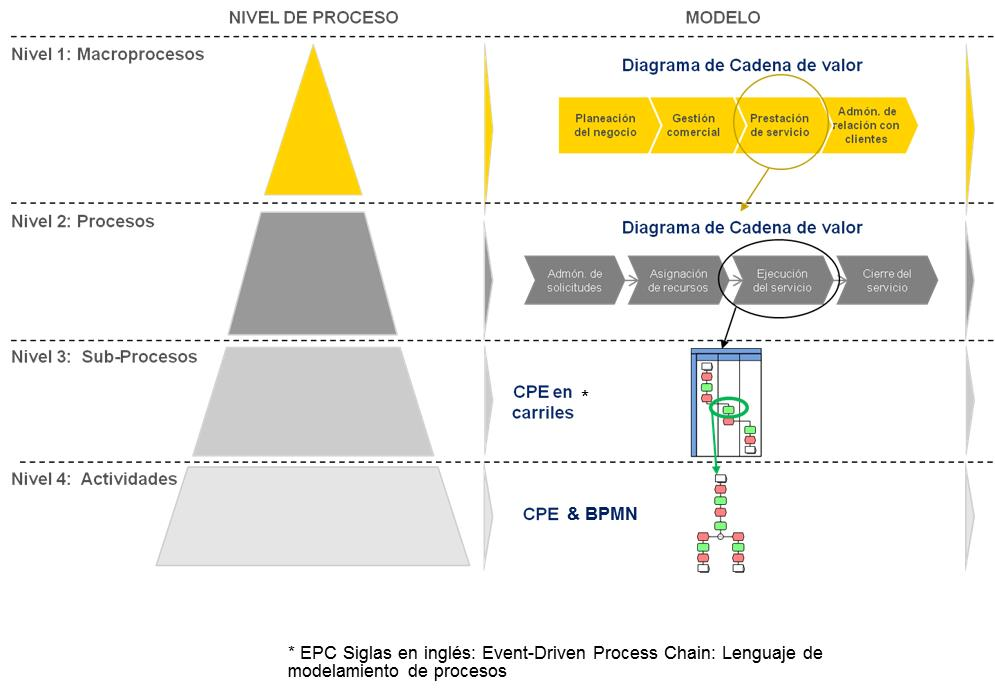 NIVEL DE PROCESO
MODELO
Nivel 1: Macroprocesos
Diagrama de Cadena de valor
Planeación
del negocio
Gestión
comercial
Prestación
de servicio
Admón. de
relación con
clientes
Nivel 2: Procesos
Diagrama de Cadena de valor
Admón. de
solicitudes
Asignación
de recursos
Ejecución
del servicio
Cierre del
servicio
Nivel 3: Sub-Procesos
CPE en *
carriles
Nivel 4: Actividades
CPE & BPMN
* EPC Siglas en inglés: Event-Driven Process Chain: Lenguaje de
modelamiento de procesos